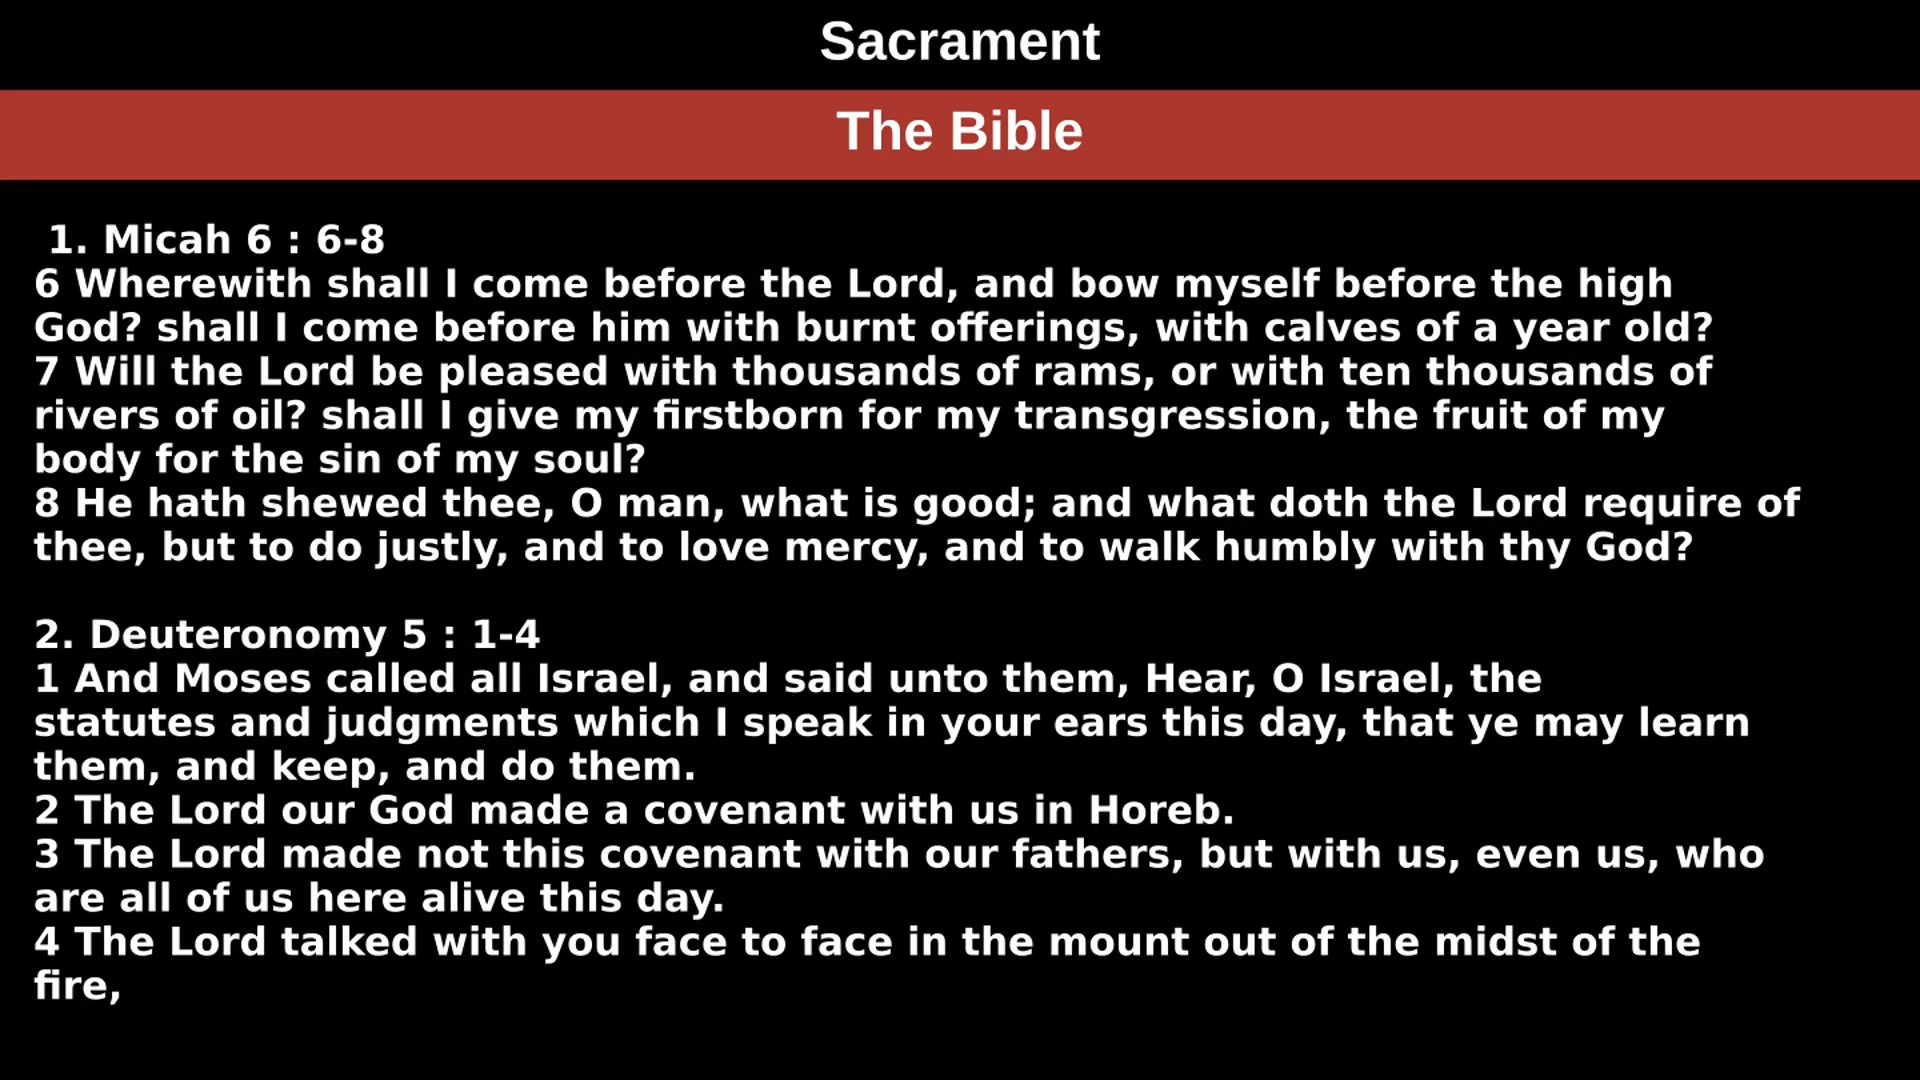 Sacrament
The Bible
1. Micah 6 : 6-8
6 Wherewith shall I come before the Lord, and bow myself before the high
God? shall I come before him with burnt offerings, with calves of a year old?
7 Will the Lord be pleased with thousands of rams, or with ten thousands of
rivers of oil? shall I give my firstborn for my transgression, the fruit of my
body for the sin of my soul?
8 He hath shewed thee, O man, what is good; and what doth the Lord require of
thee, but to do justly, and to love mercy, and to walk humbly with thy God?
2. Deuteronomy 5 : 1-4
1 And Moses called all Israel, and said unto them, Hear, O Israel, the
statutes and judgments which I speak in your ears this day, that ye may learn
them, and keep, and do them.
2 The Lord our God made a covenant with us in Horeb.
3 The Lord made not this covenant with our fathers, but with us, even us, who
are all of us here alive this day.
4 The Lord talked with you face to face in the mount out of the midst of the
fire,